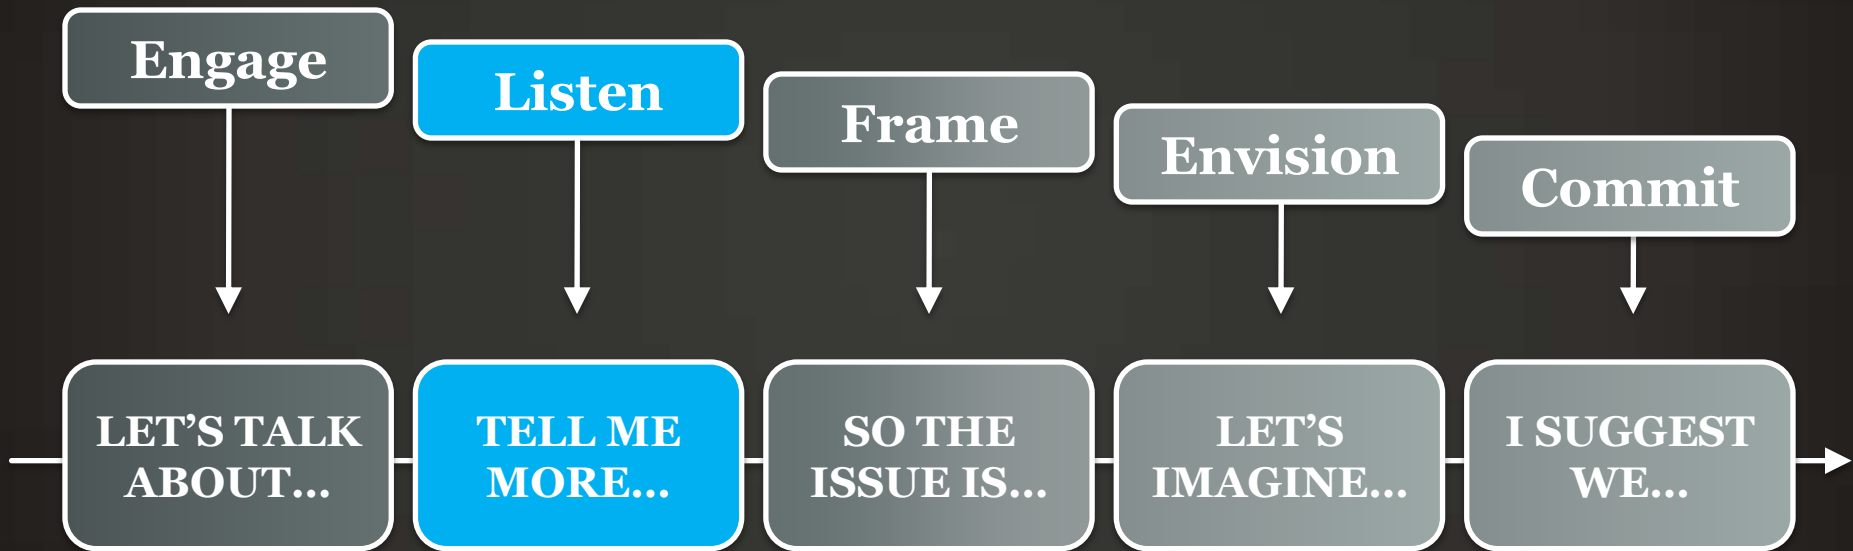 Engage
Listen
Frame
Envision
Commit
LET’S TALK
ABOUT…
TELL ME
MORE…
SO THE
ISSUE IS…
LET’S
IMAGINE…
I SUGGEST
WE…